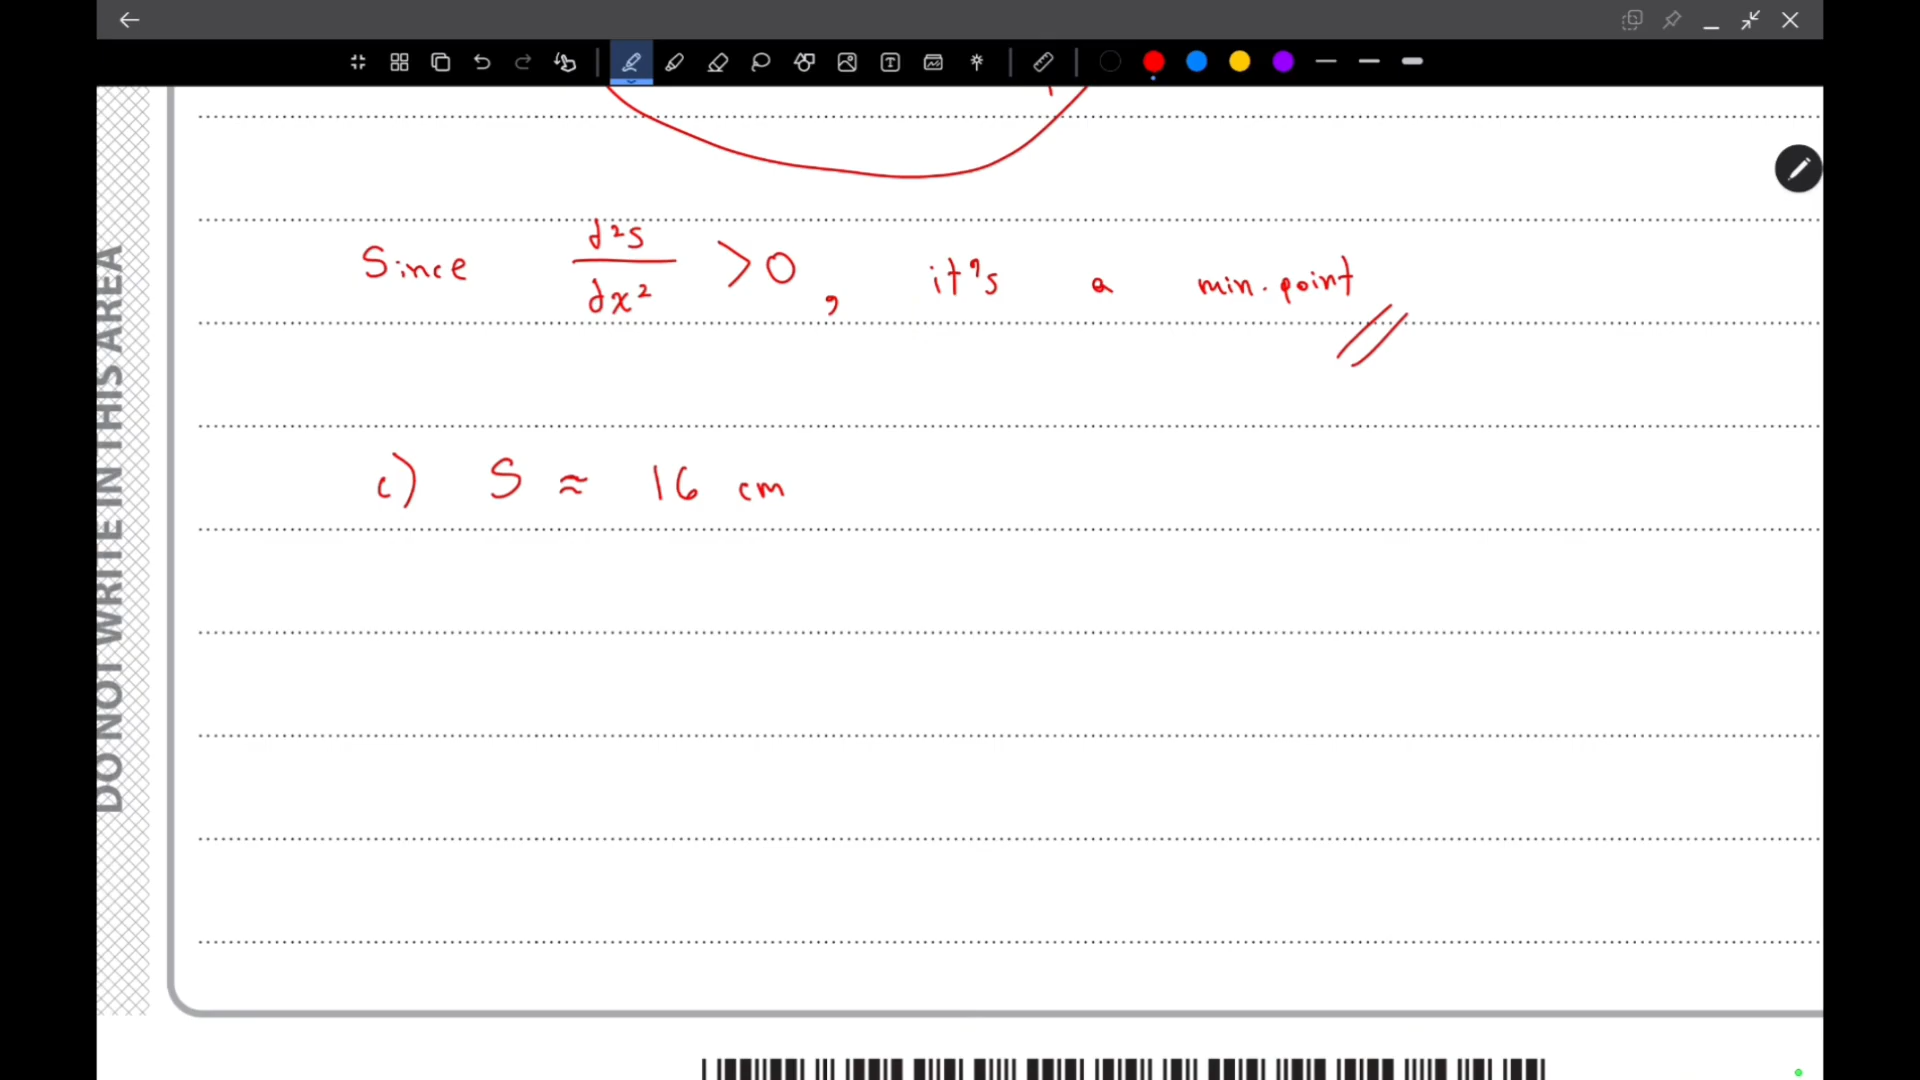 Since d²s/dx² > 0, it's a min. point
c) S ≈ 16 cm
DO NOT WRITE IN THIS AREA